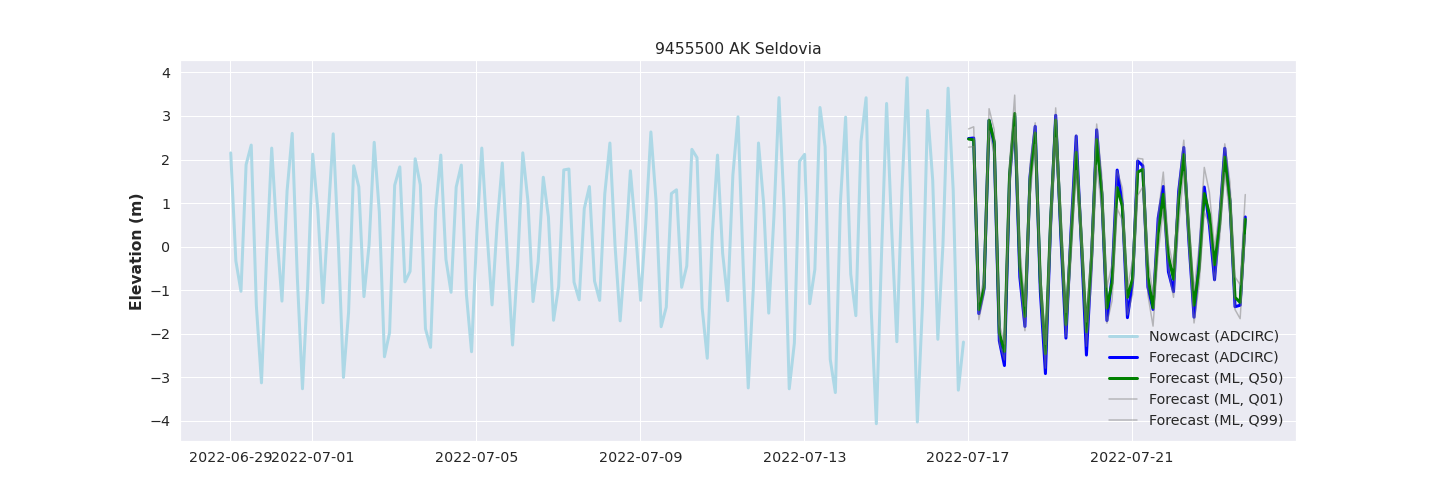 9455500 AK Seldovia
Elevation (m)
4
3
2
1
0
−1
−2
−3
−4
2022-06-29
2022-07-01
2022-07-05
2022-07-09
2022-07-13
2022-07-17
2022-07-21
Nowcast (ADCIRC)
Forecast (ADCIRC)
Forecast (ML, Q50)
Forecast (ML, Q01)
Forecast (ML, Q99)